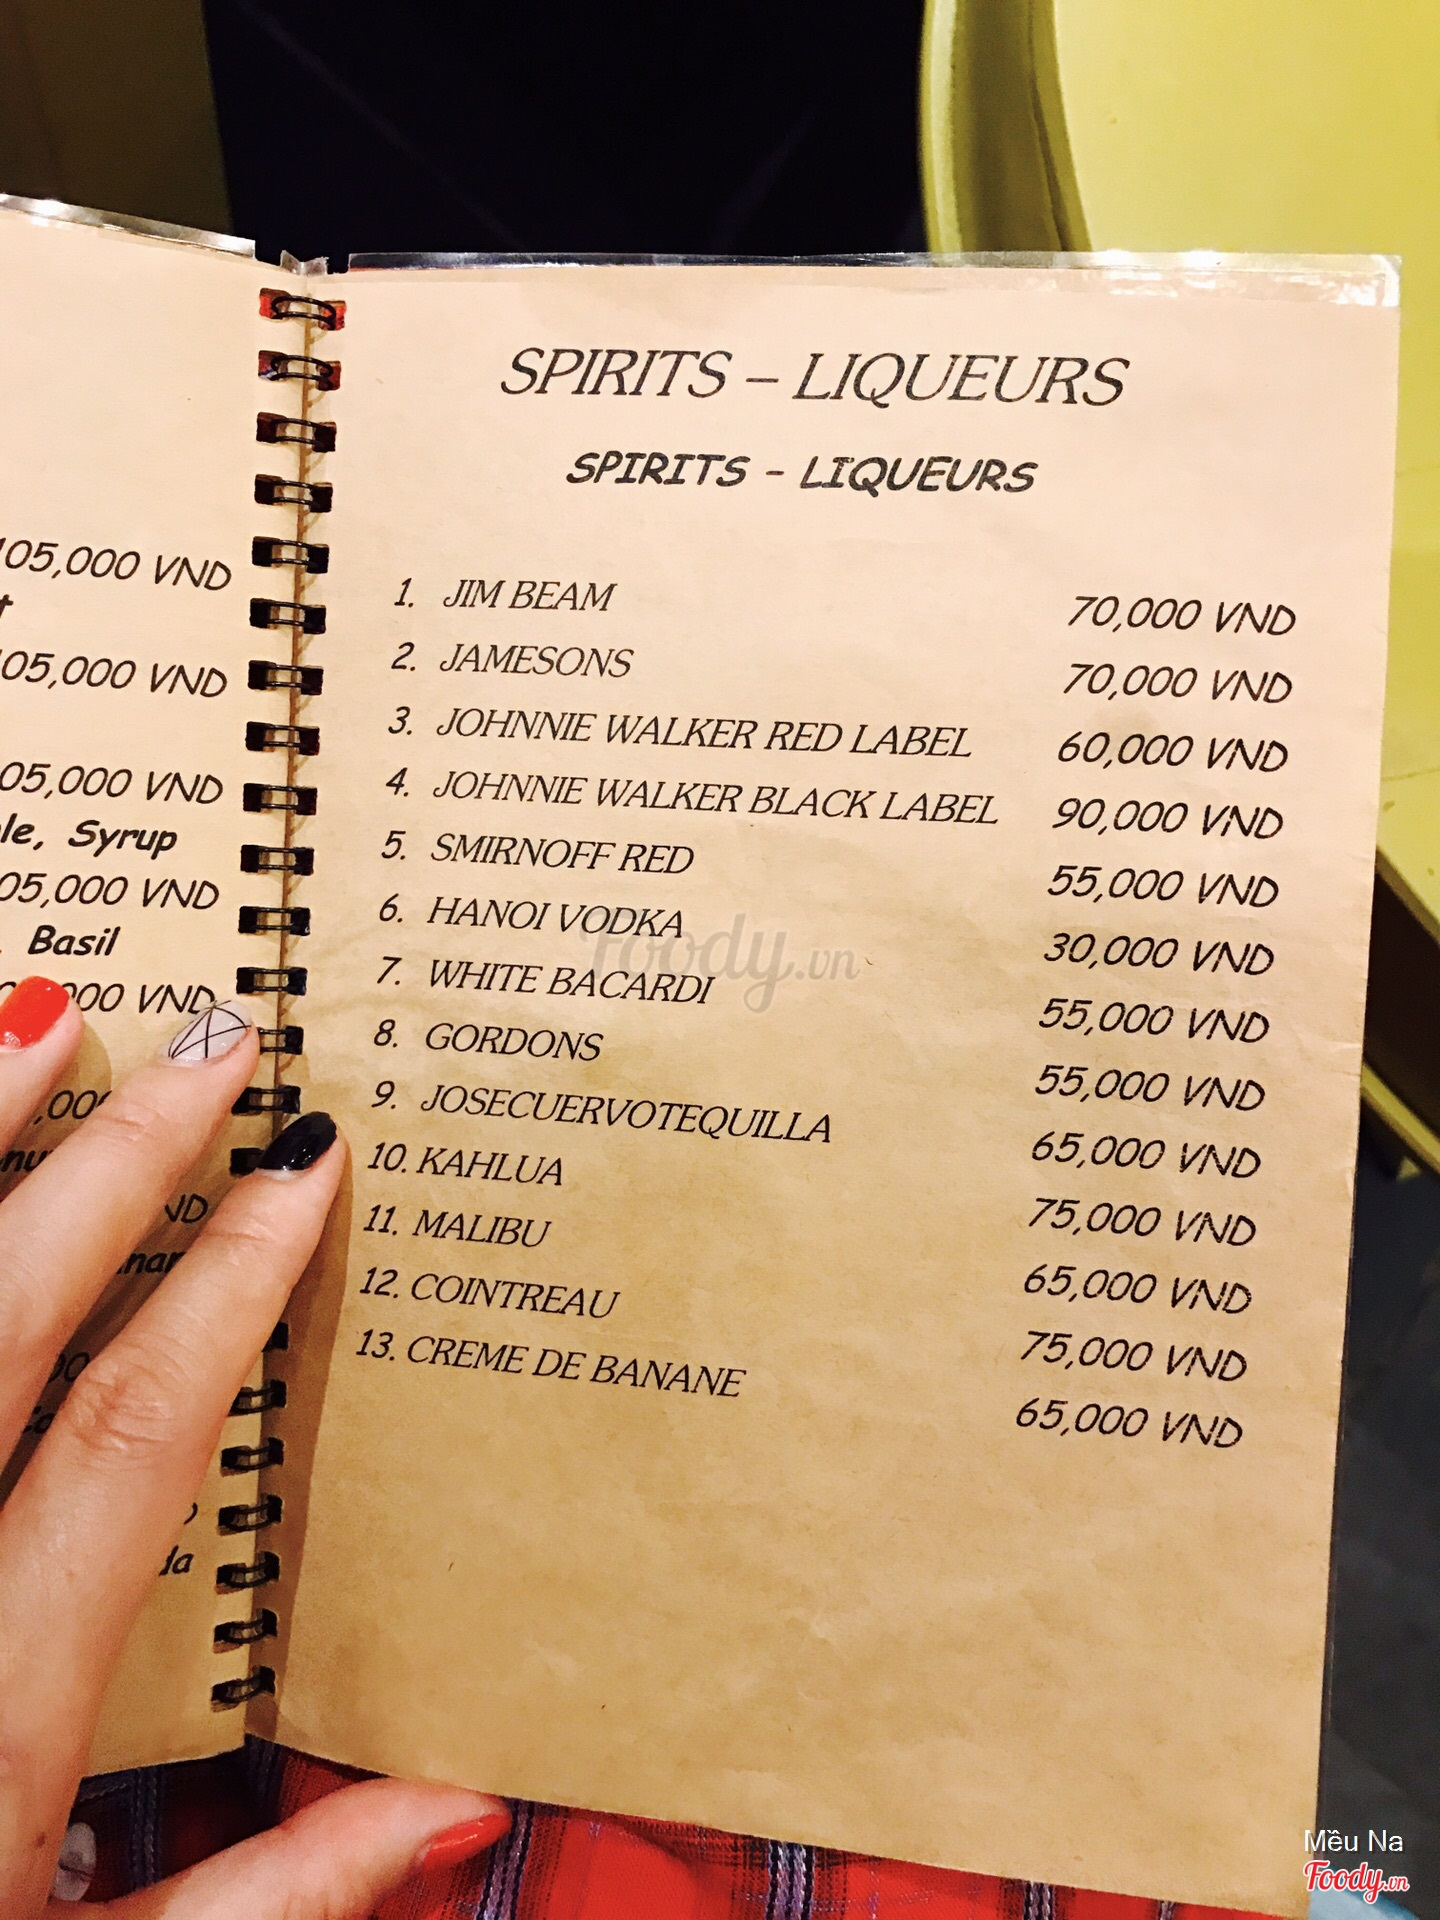 05,000 VND
05,000 VND
05,000 VND
Syrup
05,000 VND
Basil
000 VND
SPIRITS – LIQUEURS
SPIRITS - LIQUEURS
1. JIM BEAM 70,000 VND
2. JAMESONS 70,000 VND
3. JOHNNIE WALKER RED LABEL 60,000 VND
4. JOHNNIE WALKER BLACK LABEL 90,000 VND
5. SMIRNOFF RED 55,000 VND
6. HANOI VODKA 30,000 VND
7. WHITE BACARDI 55,000 VND
8. GORDONS 55,000 VND
9. JOSECUERVOTEQUILLA 65,000 VND
10. KAHLUA 75,000 VND
11. MALIBU 65,000 VND
12. COINTREAU 75,000 VND
13. CREME DE BANANE 65,000 VND
Foody.vn
Mều Na
Foody.vn